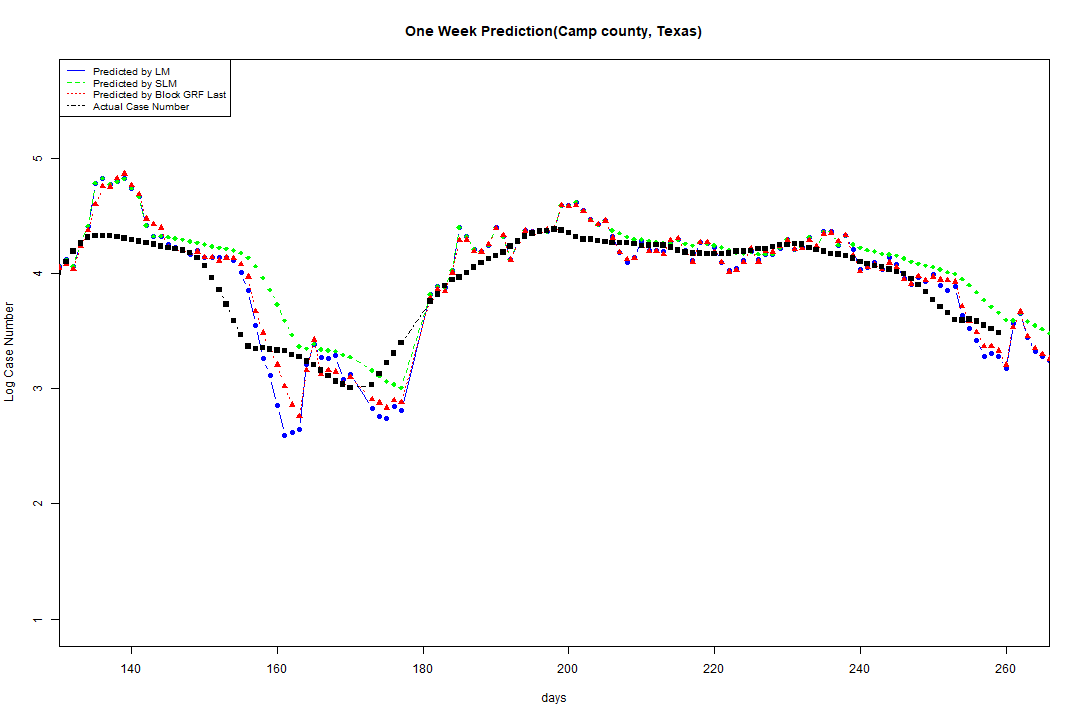 One Week Prediction(Camp county, Texas)
Predicted by LM
Predicted by SLM
Predicted by Block GRF Last
Actual Case Number
5
4
3
2
1
Log Case Number
140 160 180 200 220 240 260
days